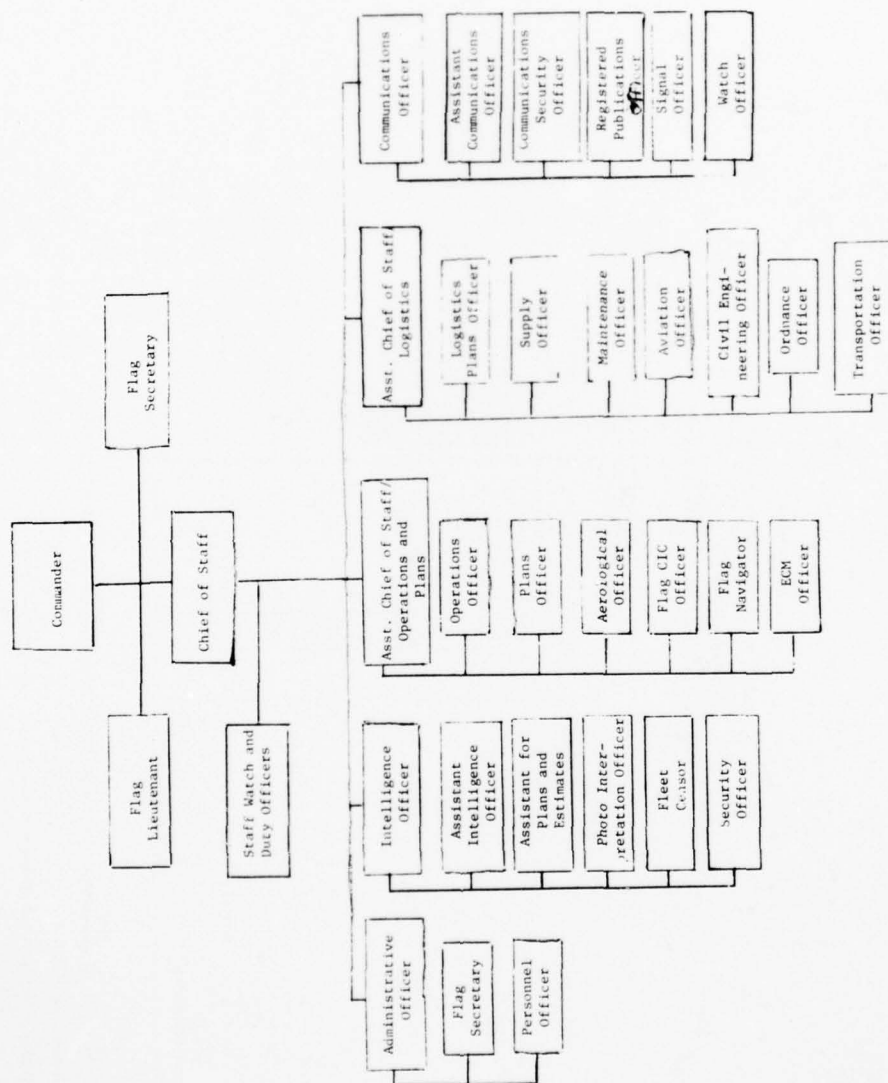 Commander
Flag
Lieutenant
Flag
Secretary
Chief of Staff
Staff Watch and
Duty Officers
Administrative
Officer
Flag
Secretary
Personnel
Officer
Intelligence
Officer
Assistant
Intelligence
Officer
Assistant for
Plans and
Estimates
Photo Inter-
pretation Officer
Fleet
Censor
Security
Officer
Asst. Chief of Staff/
Operations and
Plans
Operations
Officer
Plans
Officer
Aerological
Officer
Flag CIC
Officer
Flag
Navigator
ECM
Officer
Asst. Chief of Staff/
Logistics
Logistics
Plans Officer
Supply
Officer
Maintenance
Officer
Aviation
Officer
Civil Engi-
neering Officer
Ordnance
Officer
Transportation
Officer
Communications
Officer
Assistant
Communications
Officer
Communications
Security
Officer
Registered
Publications
Officer
Signal
Officer
Watch
Officer